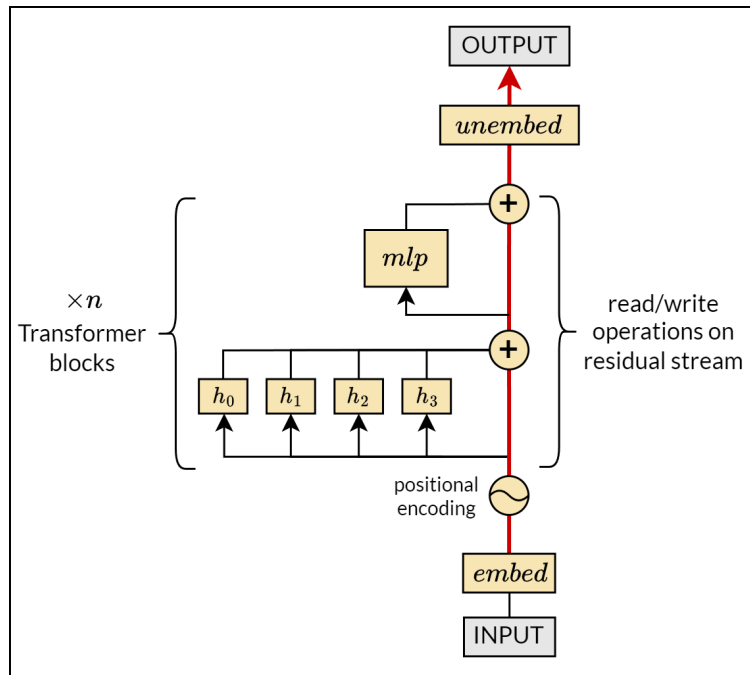 OUTPUT
unembed
+
mlp
×n
Transformer
blocks
read/write
operations on
residual stream
+
h₀ h₁ h₂ h₃
positional
encoding
embed
INPUT